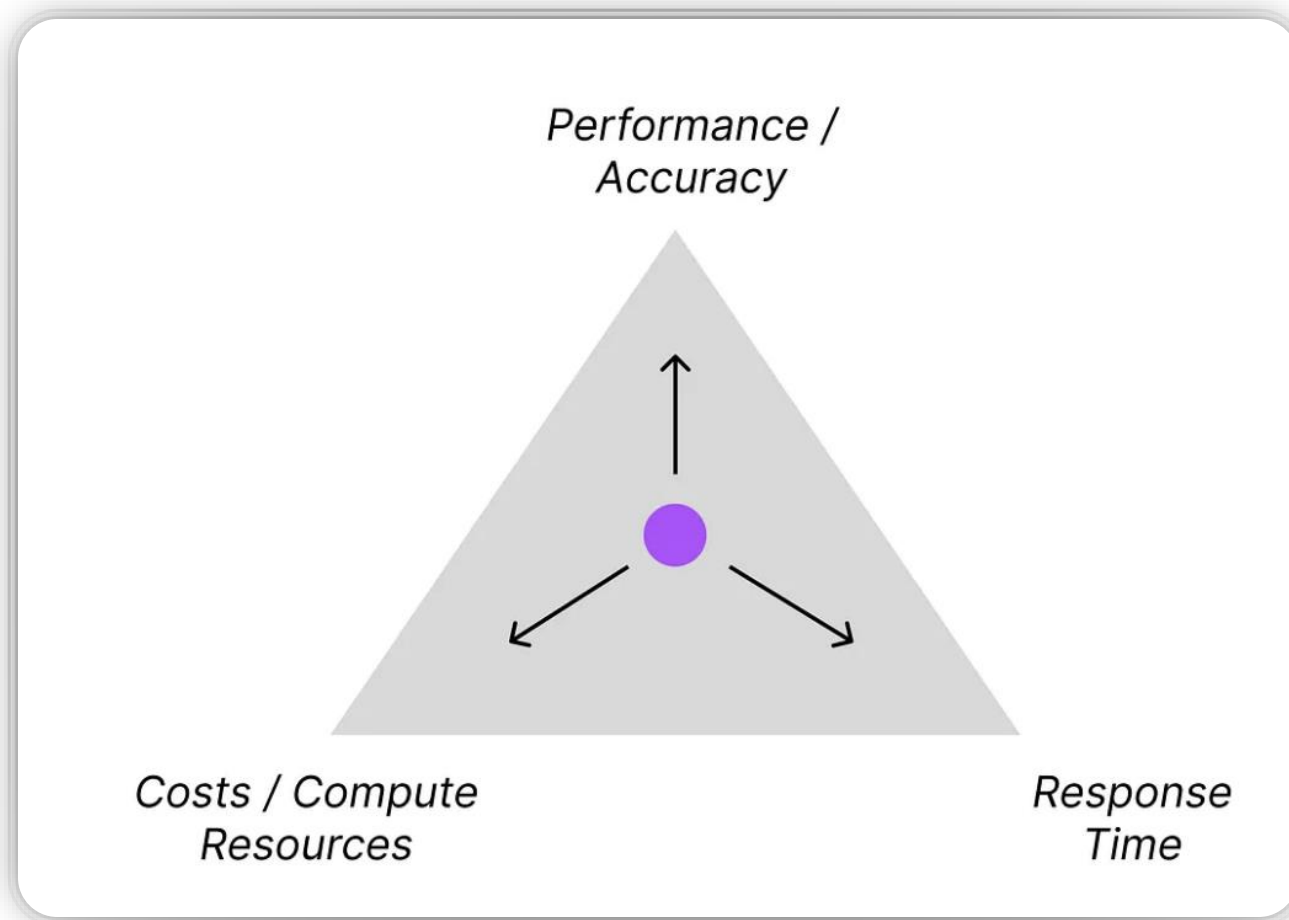 Performance /
Accuracy
Costs / Compute
Resources
Response
Time